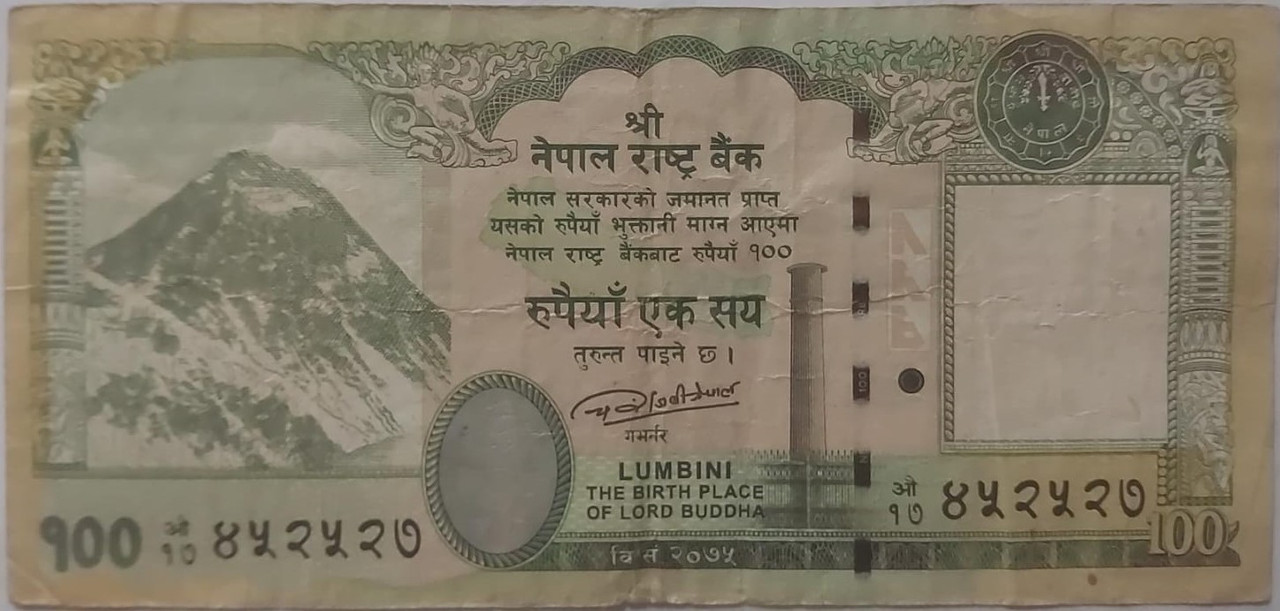 श्री
नेपाल राष्ट्र बैंक
नेपाल सरकारको जमानत प्राप्त
यसको रुपैयाँ भुक्तानी माग्न आएमा
नेपाल राष्ट्र बैंकबाट रुपैयाँ १००
रुपैयाँ एक सय
तुरुन्त पाइने छ ।
गभर्नर
LUMBINI
THE BIRTH PLACE
OF LORD BUDDHA
वि सं २०७५
औ
१७ ४५२५२७
१०० औ
१७ ४५२५२७
100